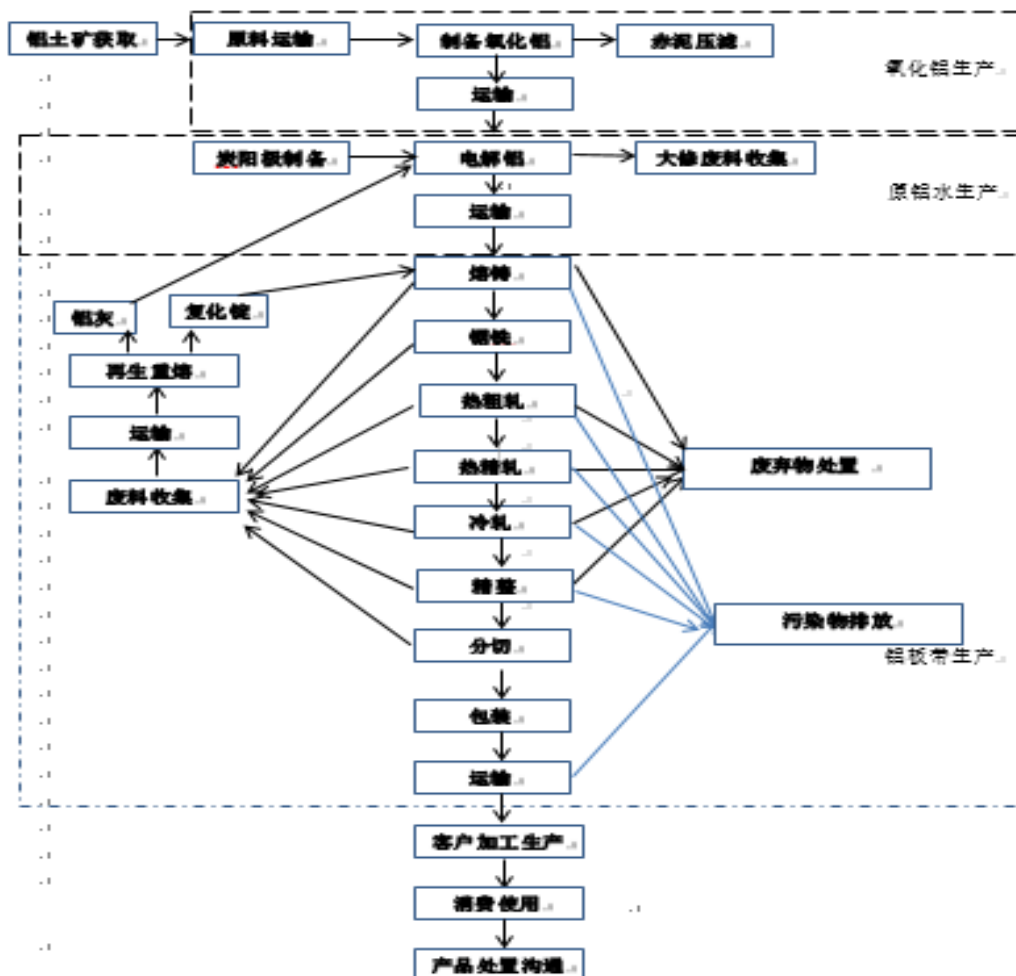 铝土矿获取
原料运输
制备氧化铝
赤泥压滤
氧化铝生产
运输
炭阳极制备
电解铝
大修废料收集
原铝水生产
运输
熔铸
铝灰
复化锭
锯铣
再生重熔
热粗轧
运输
热精轧
废弃物处置
废料收集
冷轧
精整
污染物排放
分切
铝板带生产
包装
运输
客户加工生产
消费使用
产品处置沟通